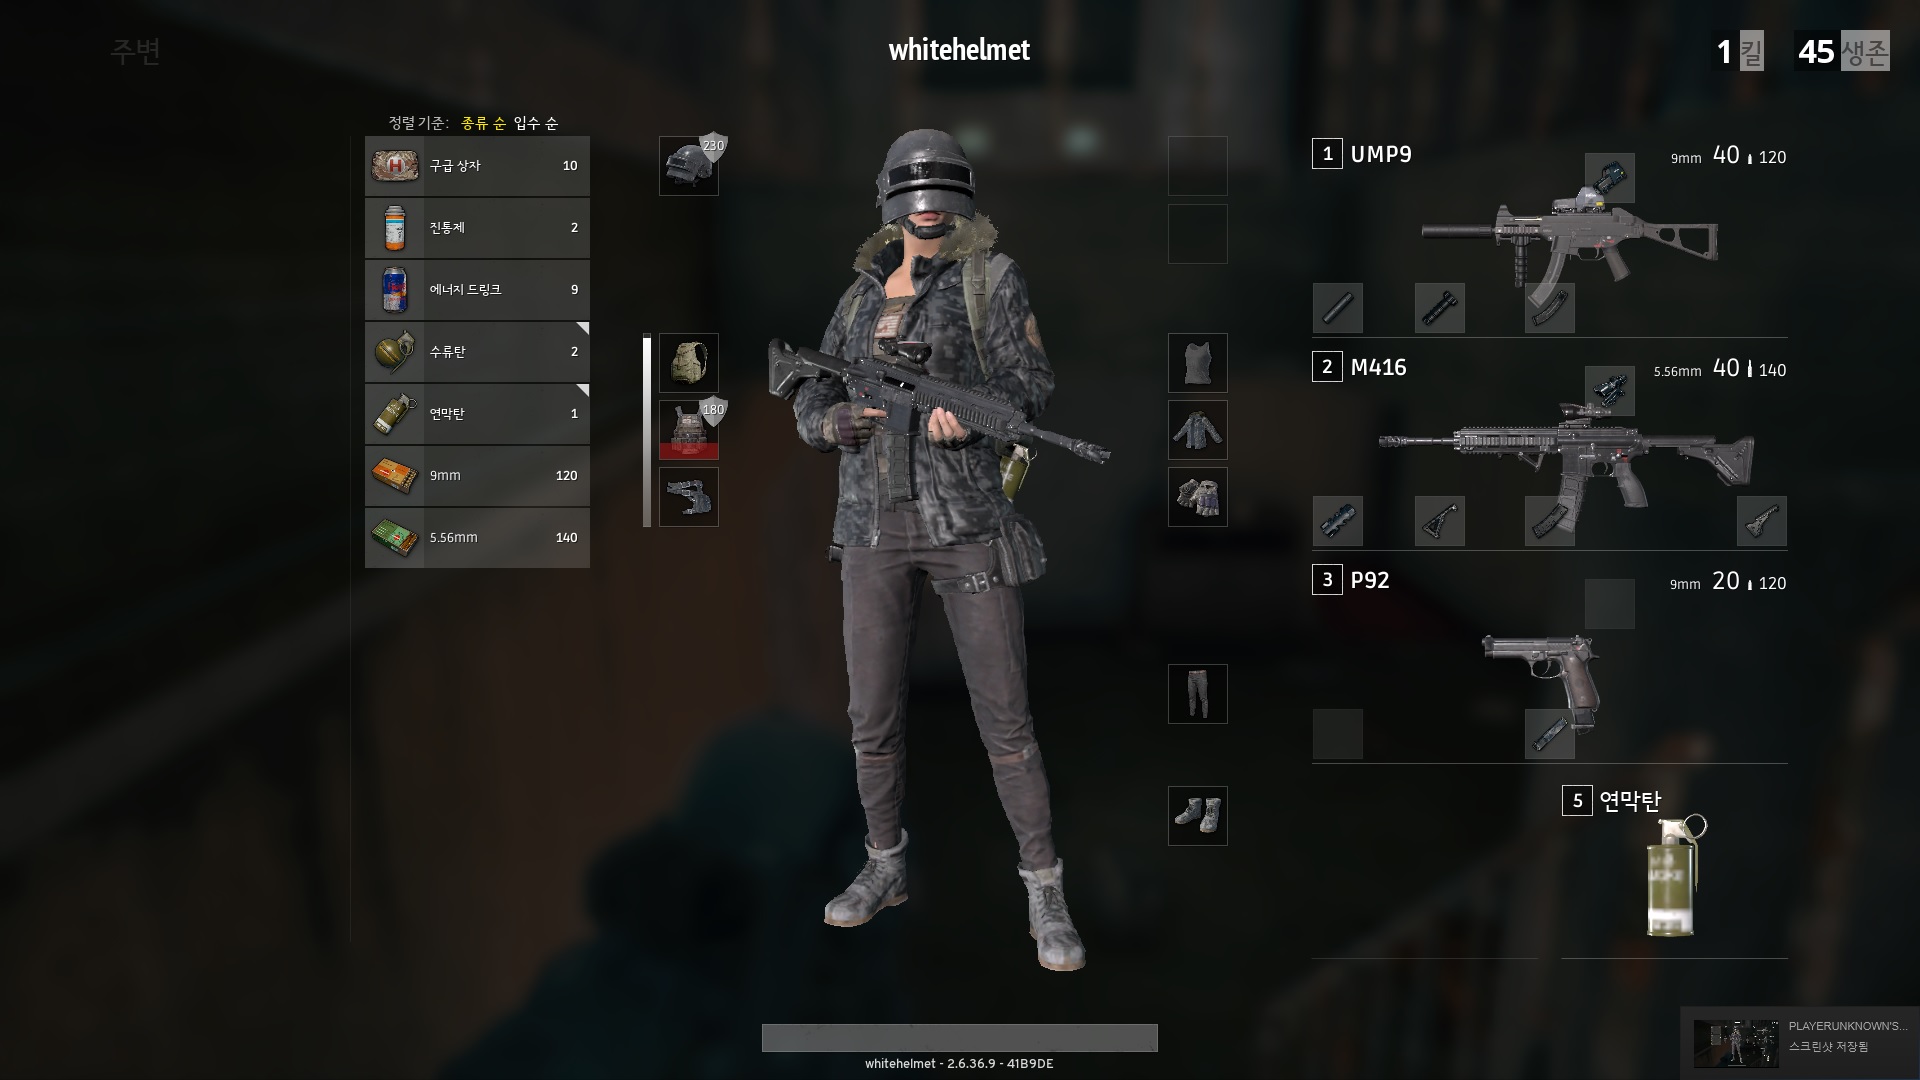 주변
whitehelmet
1 킬 45 생존
정렬 기준: 종류 순 입수 순
구급 상자 10
진통제 2
에너지 드링크 9
수류탄 2
연막탄 1
9mm 120
5.56mm 140
230
180
1 UMP9 9mm 40 120
2 M416 5.56mm 40 140
3 P92 9mm 20 120
5 연막탄
whitehelmet - 2.6.36.9 - 41B9DE
PLAYERUNKNOWN'S...
스크린샷 저장됨